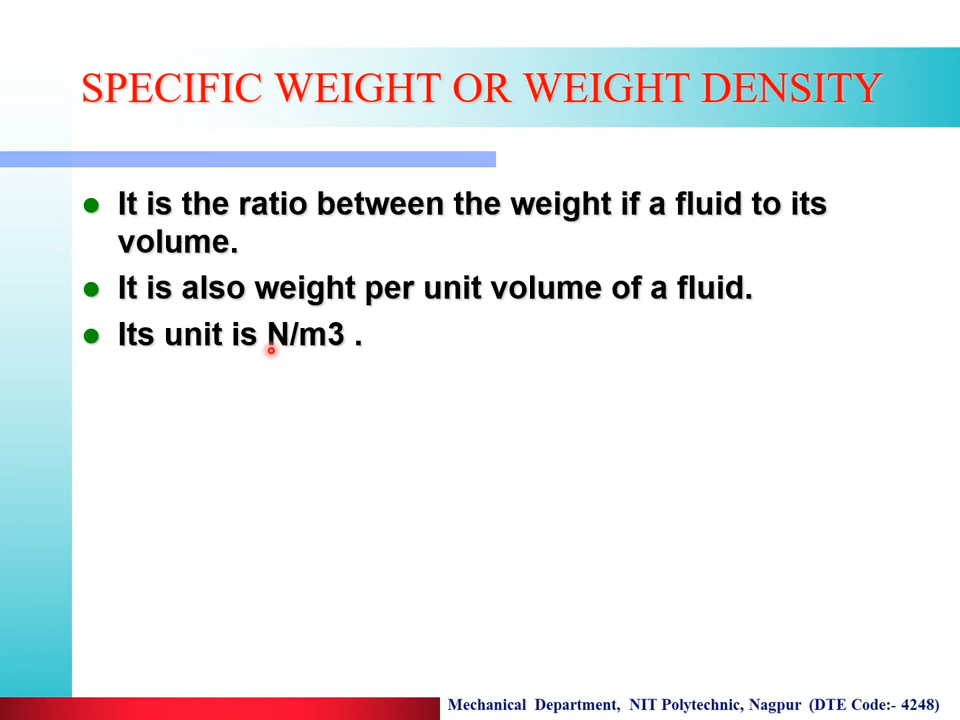 SPECIFIC WEIGHT OR WEIGHT DENSITY
It is the ratio between the weight if a fluid to its
volume.
It is also weight per unit volume of a fluid.
Its unit is N/m3 .
Mechanical Department, NIT Polytechnic, Nagpur (DTE Code:- 4248)